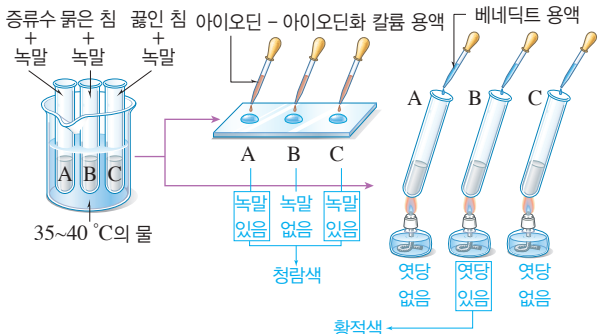 증류수 묽은 침 끓인 침
+ + +
녹말 녹말 녹말
아이오딘 – 아이오딘화 칼륨 용액
베네딕트 용액
A B C
35~40 °C의 물
A B C
녹말 녹말 녹말
있음 없음 있음
청람색
A B C
엿당 엿당 엿당
없음 있음 없음
황적색